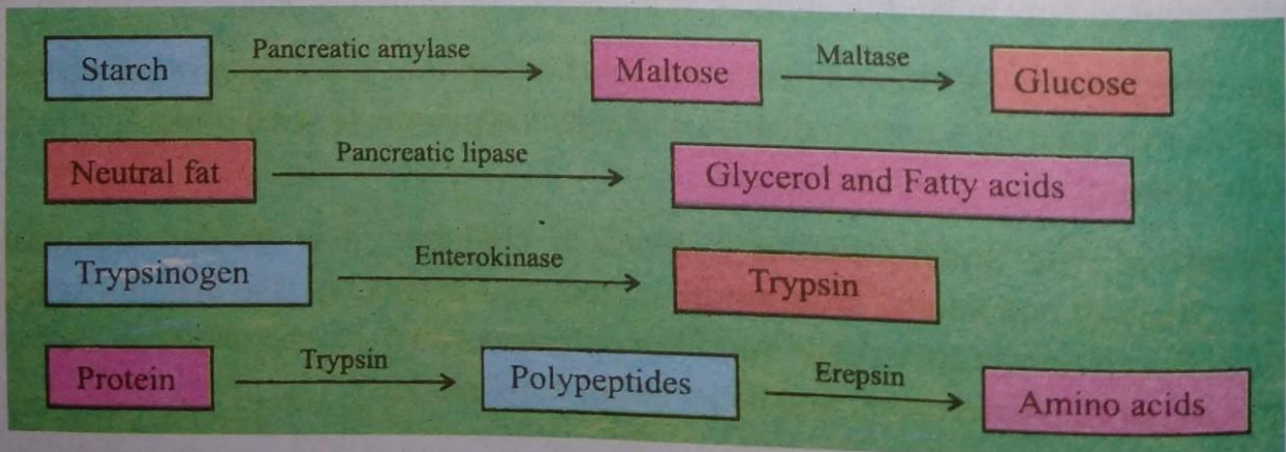 Starch Pancreatic amylase Maltose Maltase Glucose
Neutral fat Pancreatic lipase Glycerol and Fatty acids
Trypsinogen Enterokinase Trypsin
Protein Trypsin Polypeptides Erepsin Amino acids